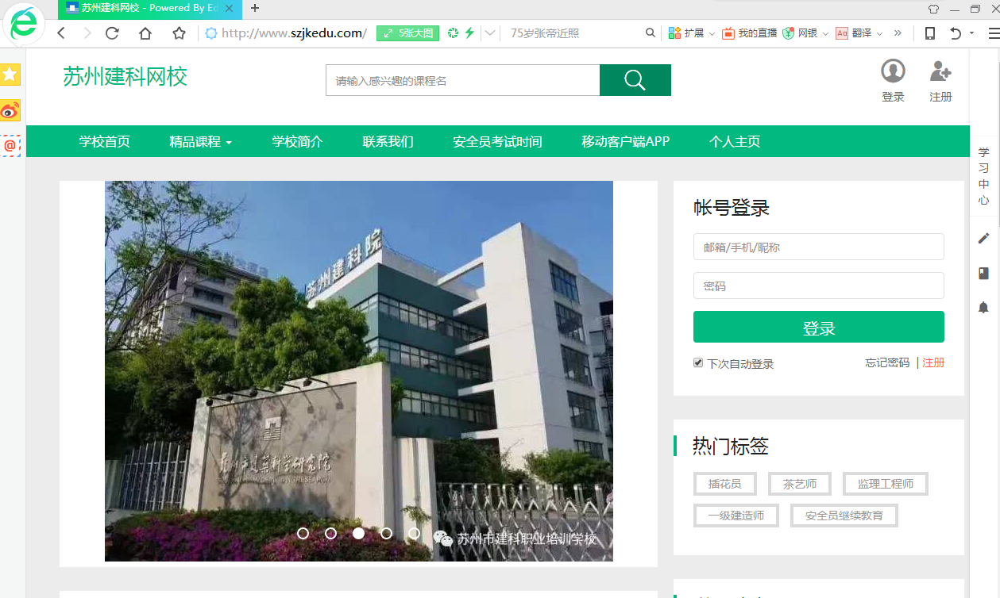 苏州建科网校 - Powered By Ed
http://www.szjkedu.com/
5张大图
75岁张帝近照
扩展
我的直播
网银
Aa 翻译
苏州建科网校
请输入感兴趣的课程名
登录
注册
学校首页
精品课程
学校简介
联系我们
安全员考试时间
移动客户端APP
个人主页
学习中心
苏州建科院
苏州市建筑科学研究院
苏州市建科职业培训学校
帐号登录
邮箱/手机/昵称
密码
登录
下次自动登录
忘记密码 | 注册
热门标签
插花员
茶艺师
监理工程师
一级建造师
安全员继续教育